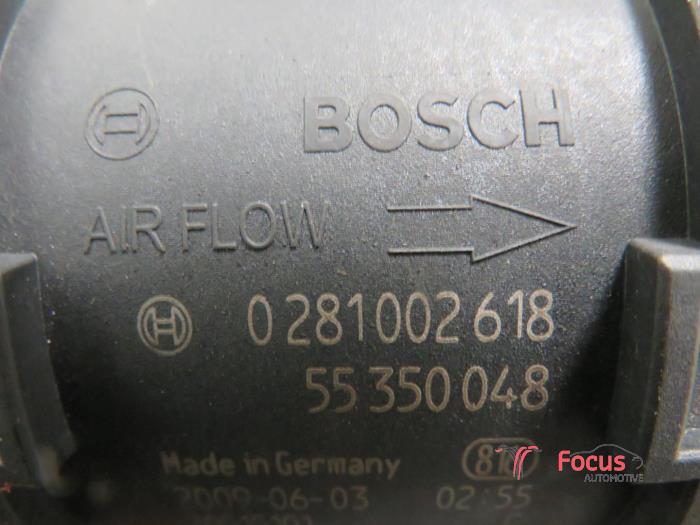 BOSCH
AIR FLOW
0 281 002 618
55 350 048
Made in Germany
2009-06-03 02:55
Focus
AUTOMOTIVE